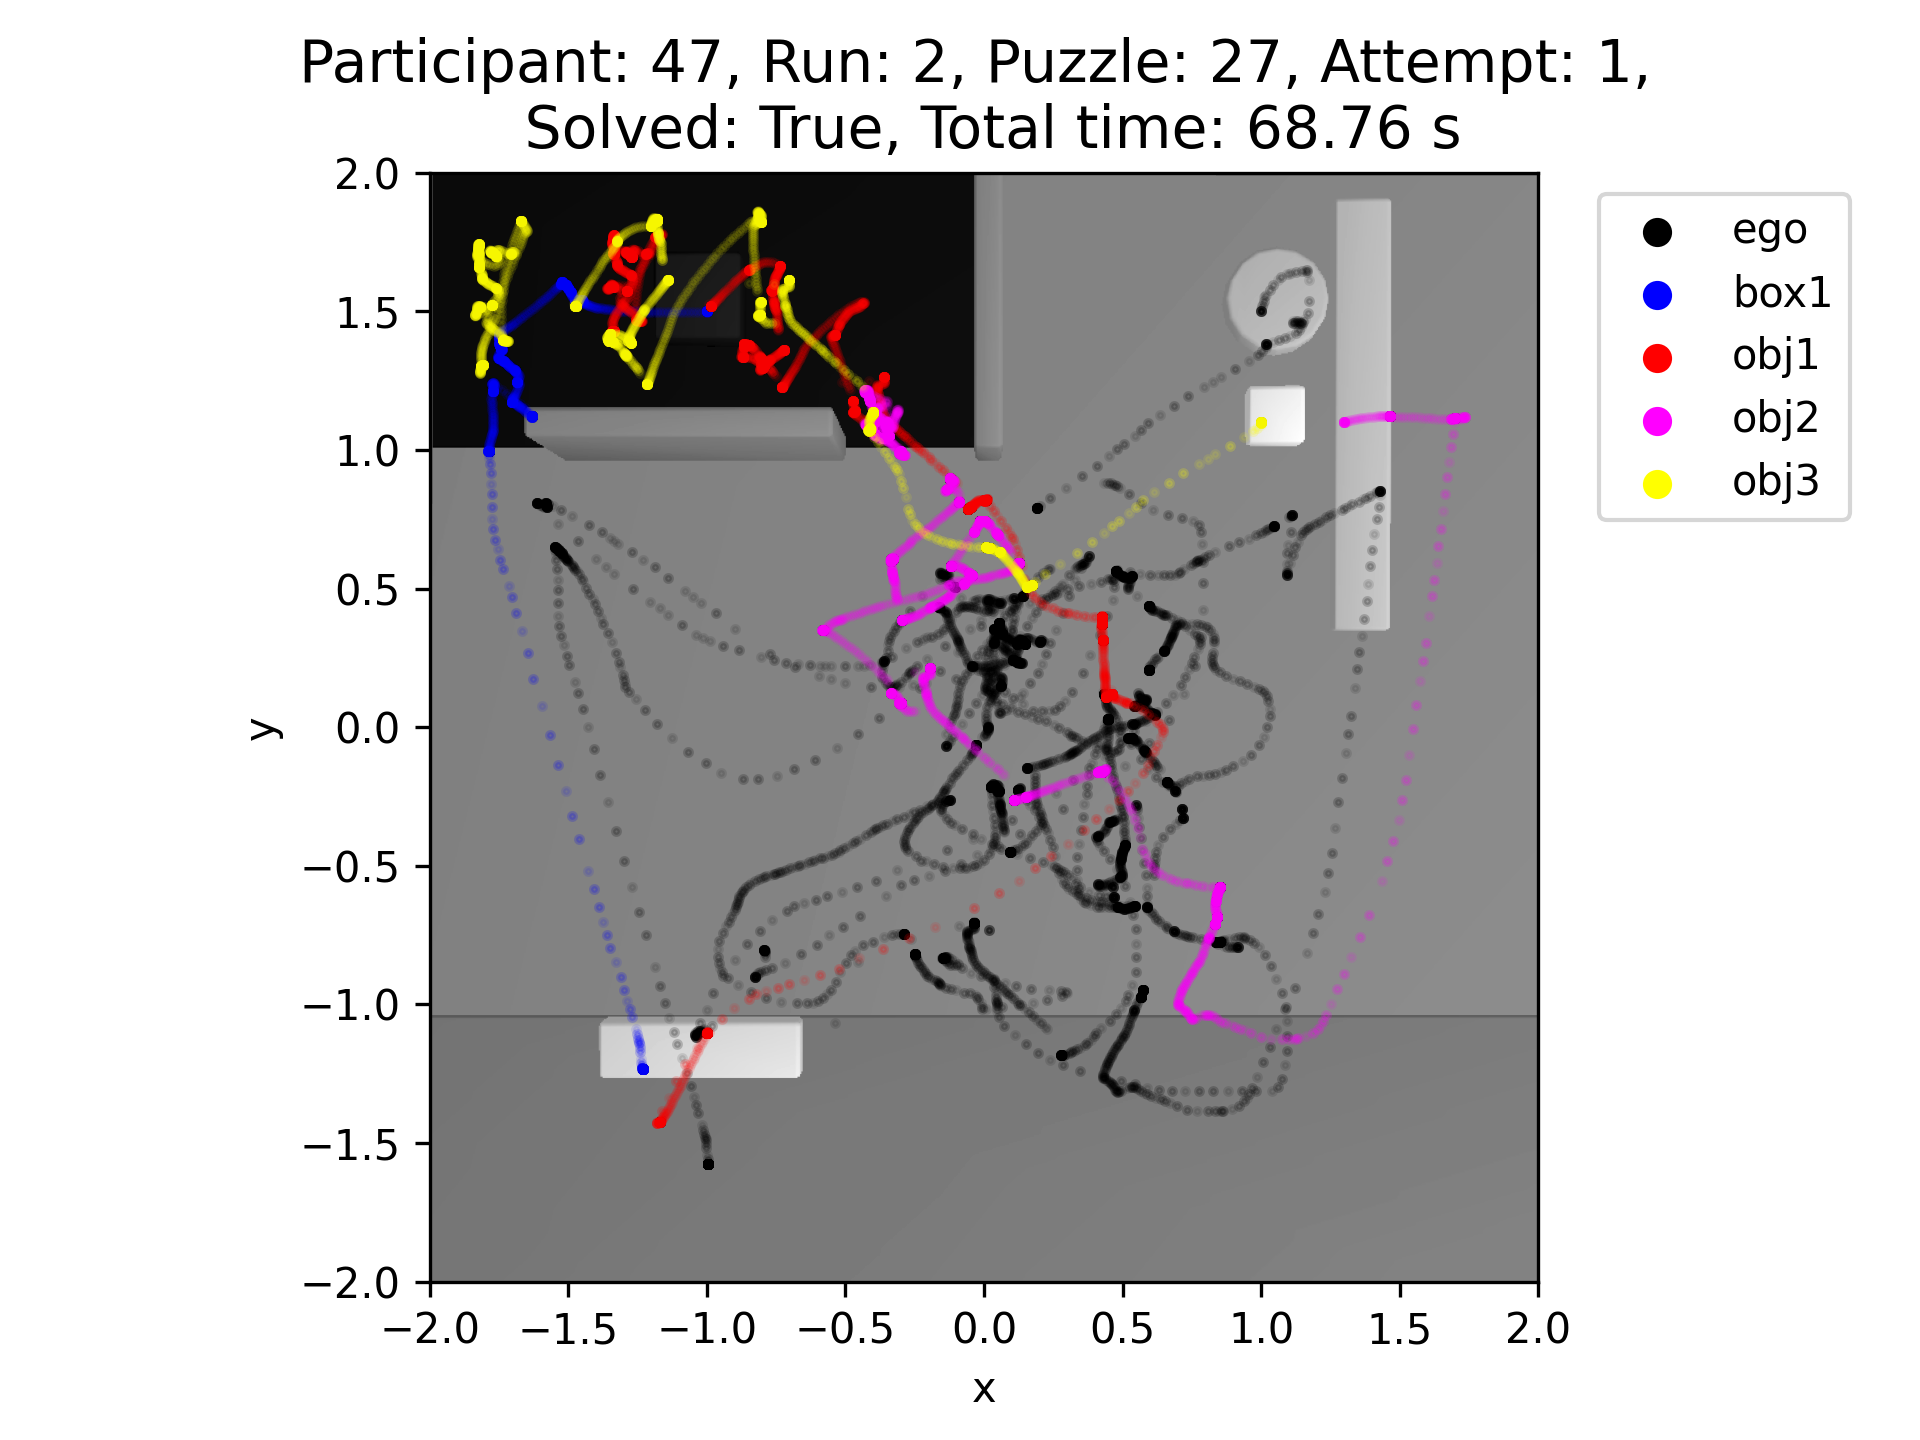 Participant: 47, Run: 2, Puzzle: 27, Attempt: 1,
Solved: True, Total time: 68.76 s
ego
box1
obj1
obj2
obj3
2.0
1.5
1.0
0.5
0.0
−0.5
−1.0
−1.5
−2.0
y
−2.0 −1.5 −1.0 −0.5 0.0 0.5 1.0 1.5 2.0
x